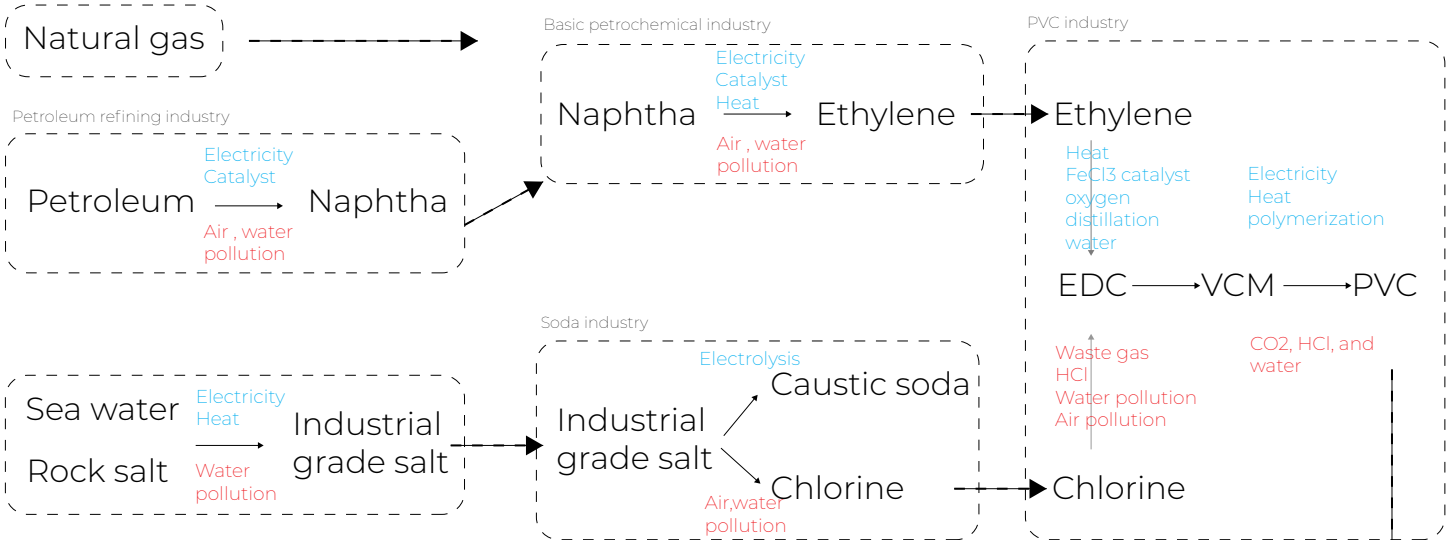 Natural gas
Petroleum refining industry
Petroleum
Electricity
Catalyst
Air , water
pollution
Naphtha
Basic petrochemical industry
Naphtha
Electricity
Catalyst
Heat
Air , water
pollution
Ethylene
Sea water
Rock salt
Electricity
Heat
Water
pollution
Industrial
grade salt
Soda industry
Industrial
grade salt
Electrolysis
Caustic soda
Air,water
pollution
Chlorine
PVC industry
Ethylene
Heat
FeCl3 catalyst
oxygen
distillation
water
Electricity
Heat
polymerization
EDC
VCM
PVC
Waste gas
HCl
Water pollution
Air pollution
CO2, HCl, and
water
Chlorine